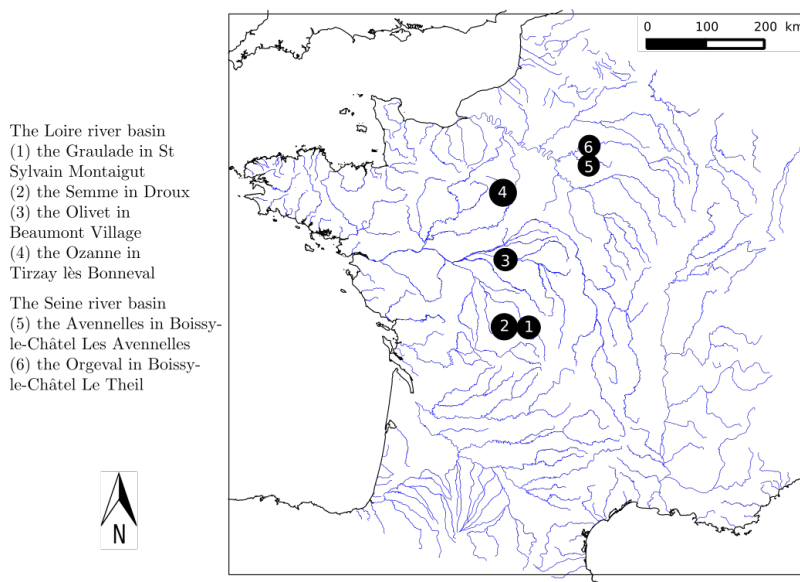 The Loire river basin
(1) the Graulade in St
Sylvain Montaigut
(2) the Semme in Droux
(3) the Olivet in
Beaumont Village
(4) the Ozanne in
Tirzay lès Bonneval
The Seine river basin
(5) the Avennelles in Boissy-
le-Châtel Les Avennelles
(6) the Orgeval in Boissy-
le-Châtel Le Theil
N
0 100 200 km
6
5
4
3
2 1